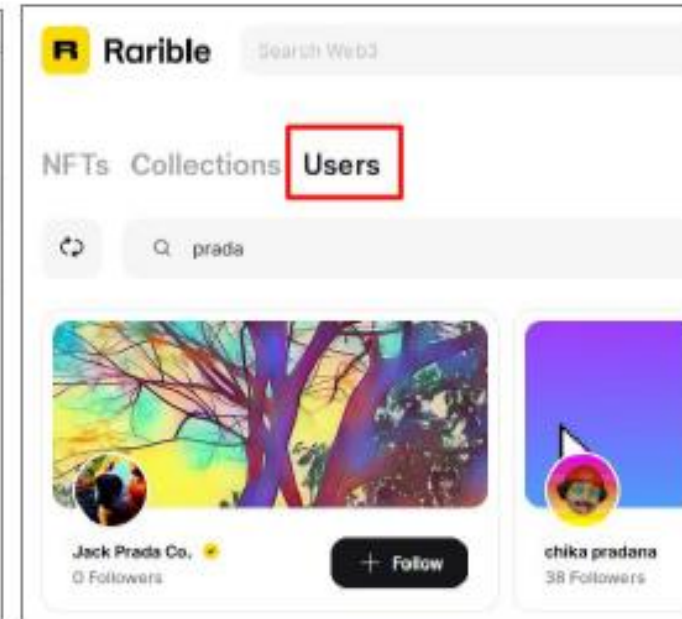 R Rarible Search Web3
NFTs Collections Users
prada
Jack Prada Co.
0 Followers
+ Follow
chika pradana
38 Followers